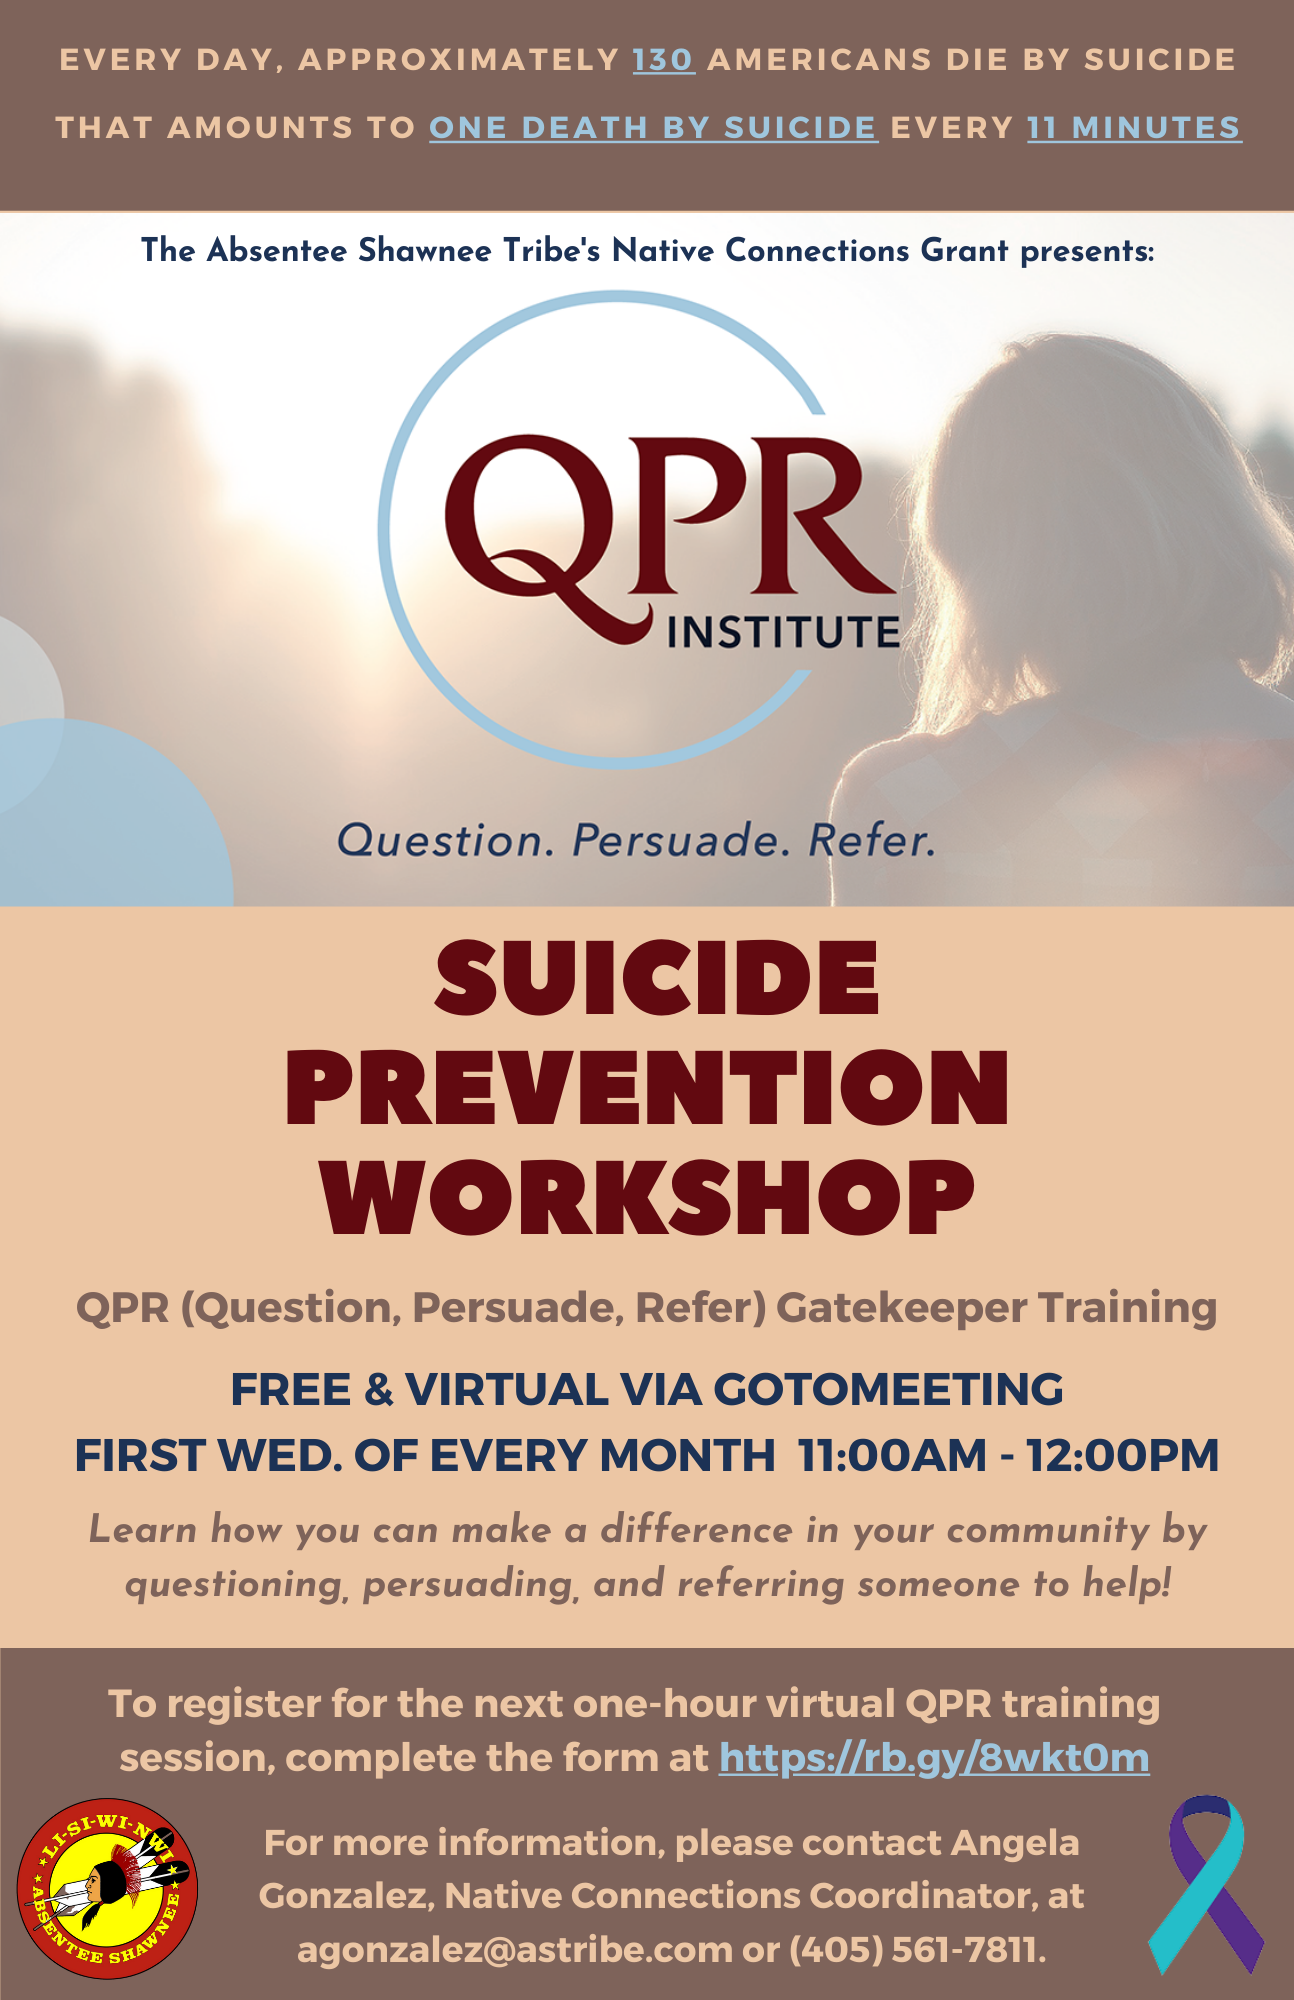 EVERY DAY, APPROXIMATELY 130 AMERICANS DIE BY SUICIDE
THAT AMOUNTS TO ONE DEATH BY SUICIDE EVERY 11 MINUTES
The Absentee Shawnee Tribe's Native Connections Grant presents:
QPR
INSTITUTE
Question. Persuade. Refer.
SUICIDE
PREVENTION
WORKSHOP
QPR (Question, Persuade, Refer) Gatekeeper Training
FREE & VIRTUAL VIA GOTOMEETING
FIRST WED. OF EVERY MONTH 11:00AM - 12:00PM
Learn how you can make a difference in your community by
questioning, persuading, and referring someone to help!
To register for the next one-hour virtual QPR training
session, complete the form at https://rb.gy/8wkt0m
For more information, please contact Angela
Gonzalez, Native Connections Coordinator, at
agonzalez@astribe.com or (405) 561-7811.
LI-SI-WI-NWI
ABSENTEE SHAWNEE